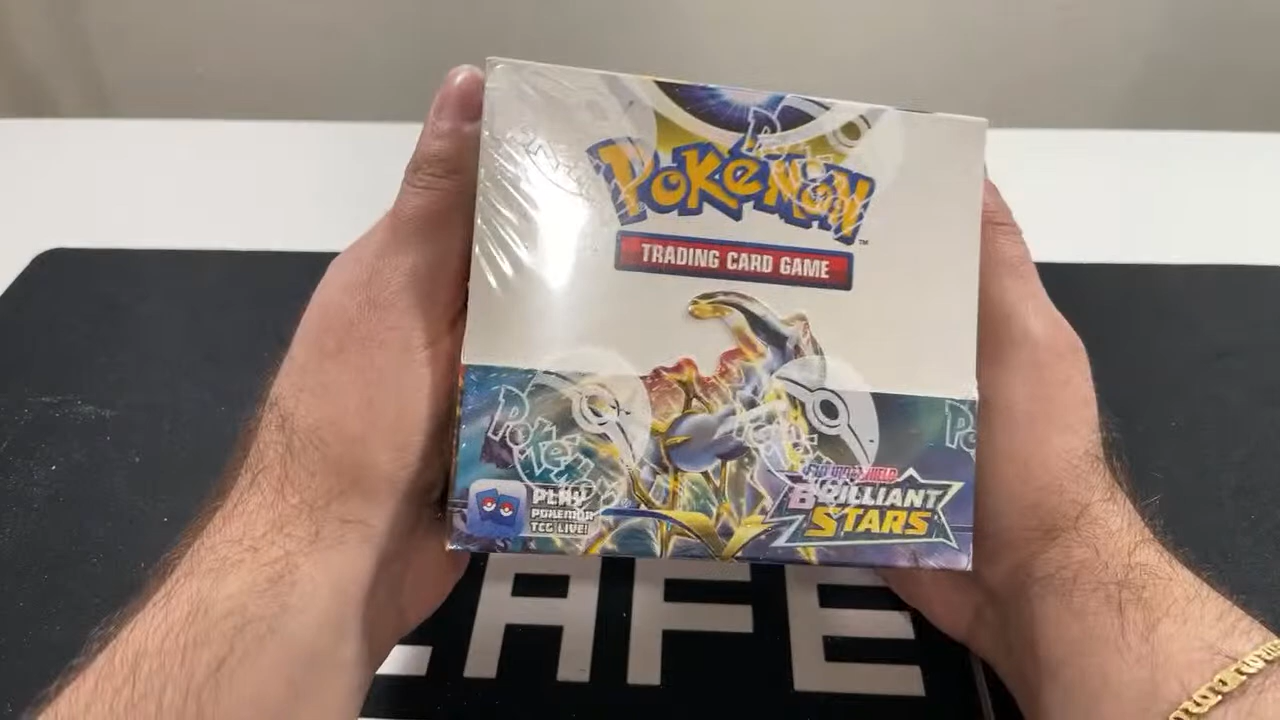 POKéMON
TRADING CARD GAME
PLAY
POKÉMON
TCG LIVE!
BRILLIANT
STARS
AFE